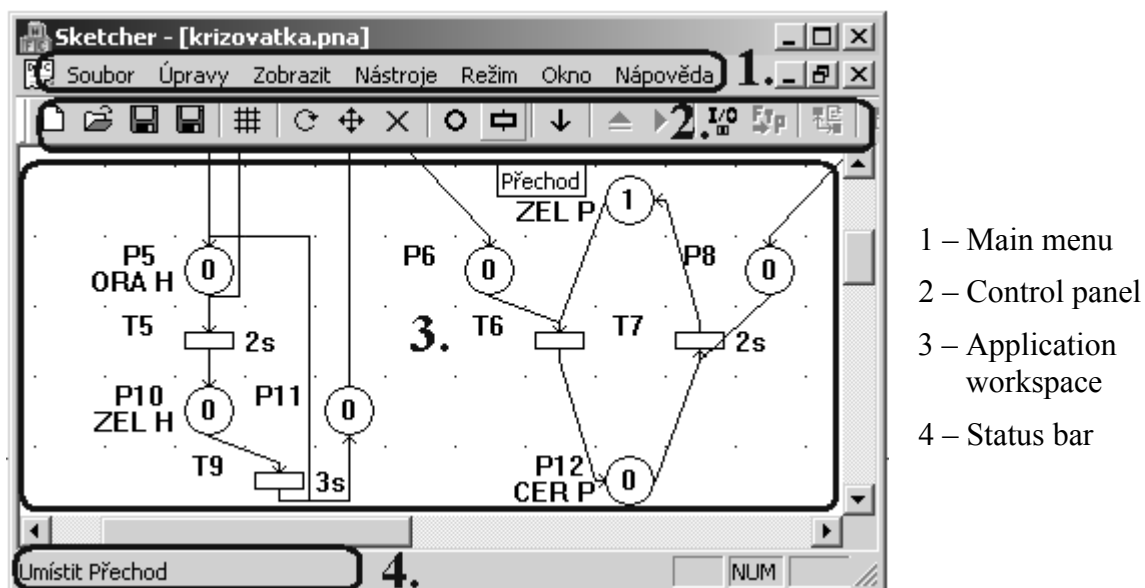 Sketcher - [krizovatka.pna]
Soubor Úpravy Zobrazit Nástroje Režim Okno Nápověda 1.
2. I/O Ftp
Přechod
1
ZEL P
P5
ORA H
0
P6
0
P8
0
T5
2s
3.
T6
T7
2s
P10
ZEL H
0
P11
0
T9
3s
P12
CER P
0
Umístit Přechod
4.
NUM
1 – Main menu
2 – Control panel
3 – Application
workspace
4 – Status bar